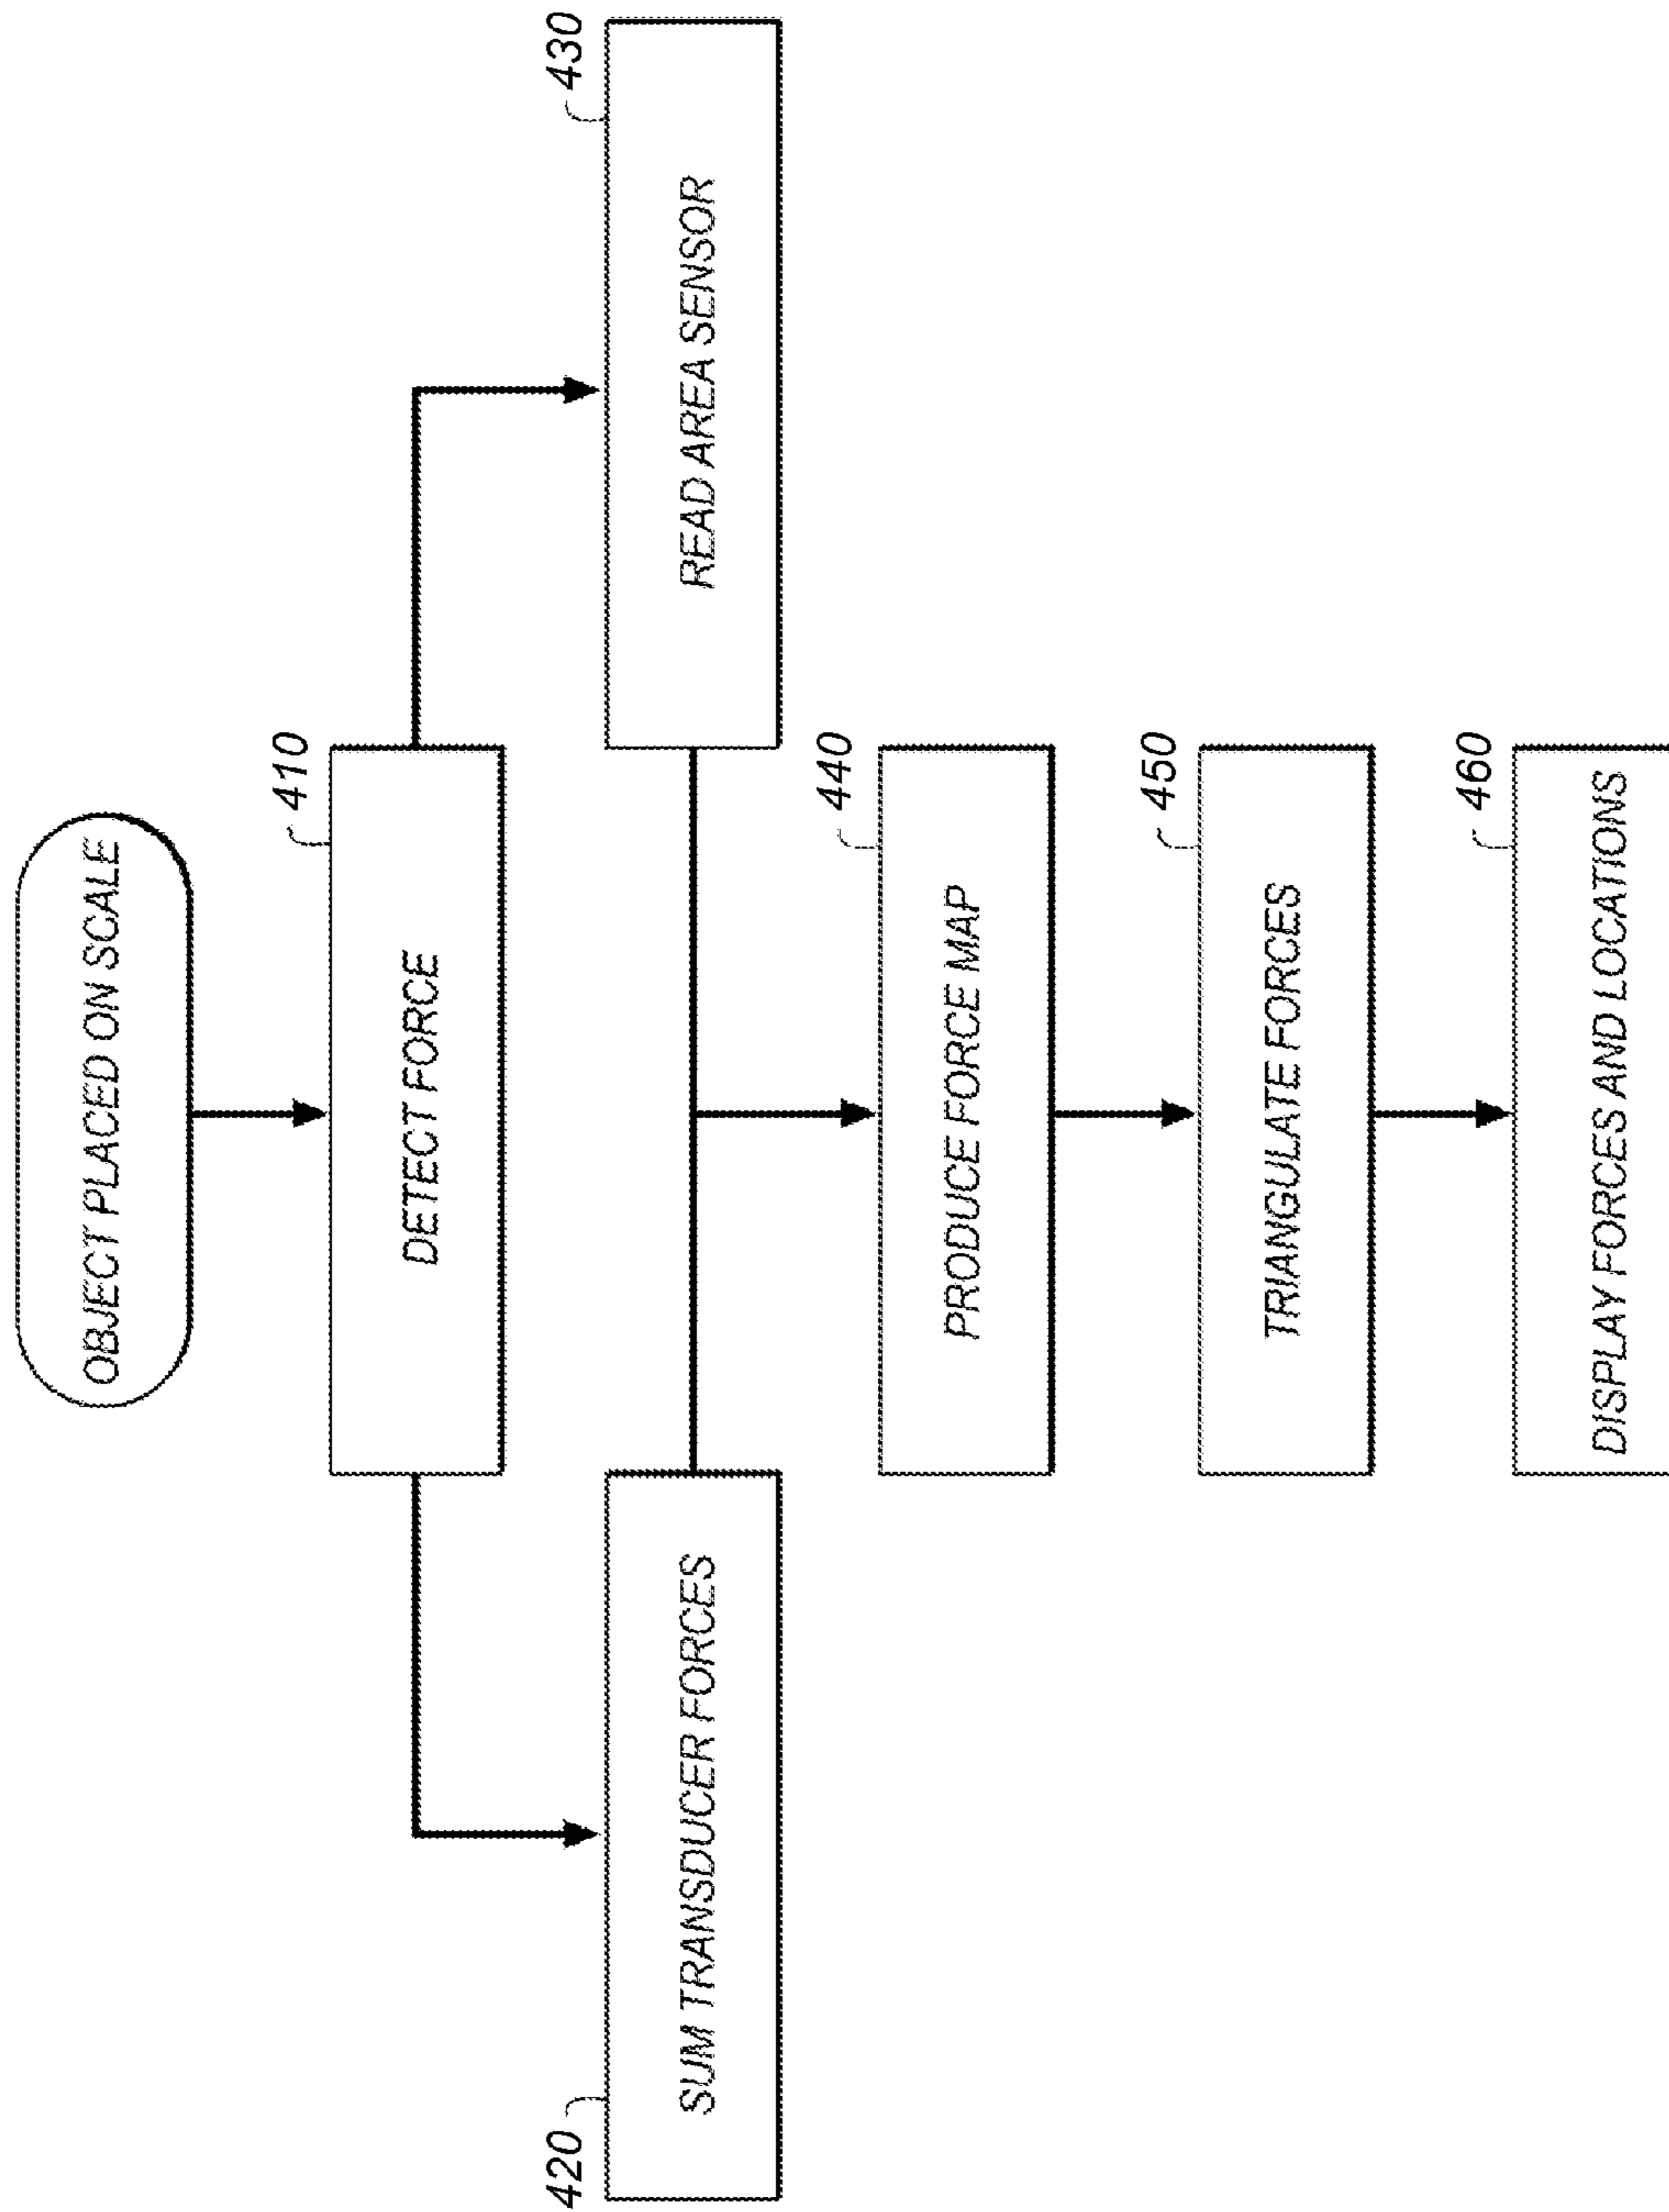 OBJECT PLACED ON SCALE
410
DETECT FORCE
420
SUM TRANSDUCER FORCES
430
READ AREA SENSOR
440
PRODUCE FORCE MAP
450
TRIANGULATE FORCES
460
DISPLAY FORCES AND LOCATIONS